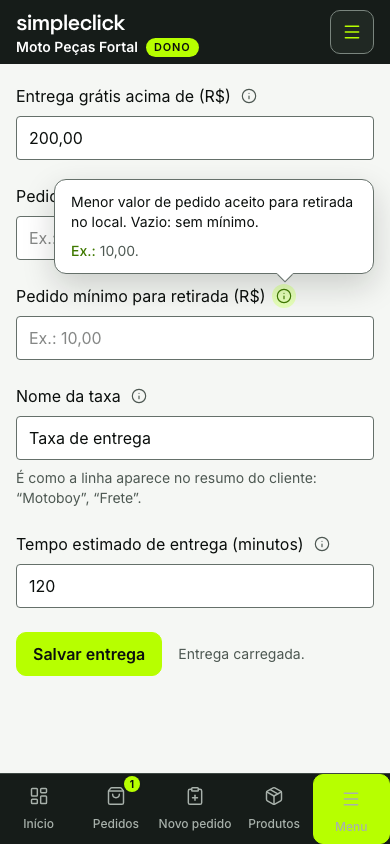 simpleclick
Moto Peças Fortal DONO
Entrega grátis acima de (R$)
200,00
Menor valor de pedido aceito para retirada
no local. Vazio: sem mínimo.
Ex.: 10,00.
Pedido mínimo para retirada (R$)
Ex.: 10,00
Nome da taxa
Taxa de entrega
É como a linha aparece no resumo do cliente:
“Motoboy”, “Frete”.
Tempo estimado de entrega (minutos)
120
Salvar entrega Entrega carregada.
1
Início Pedidos Novo pedido Produtos Menu